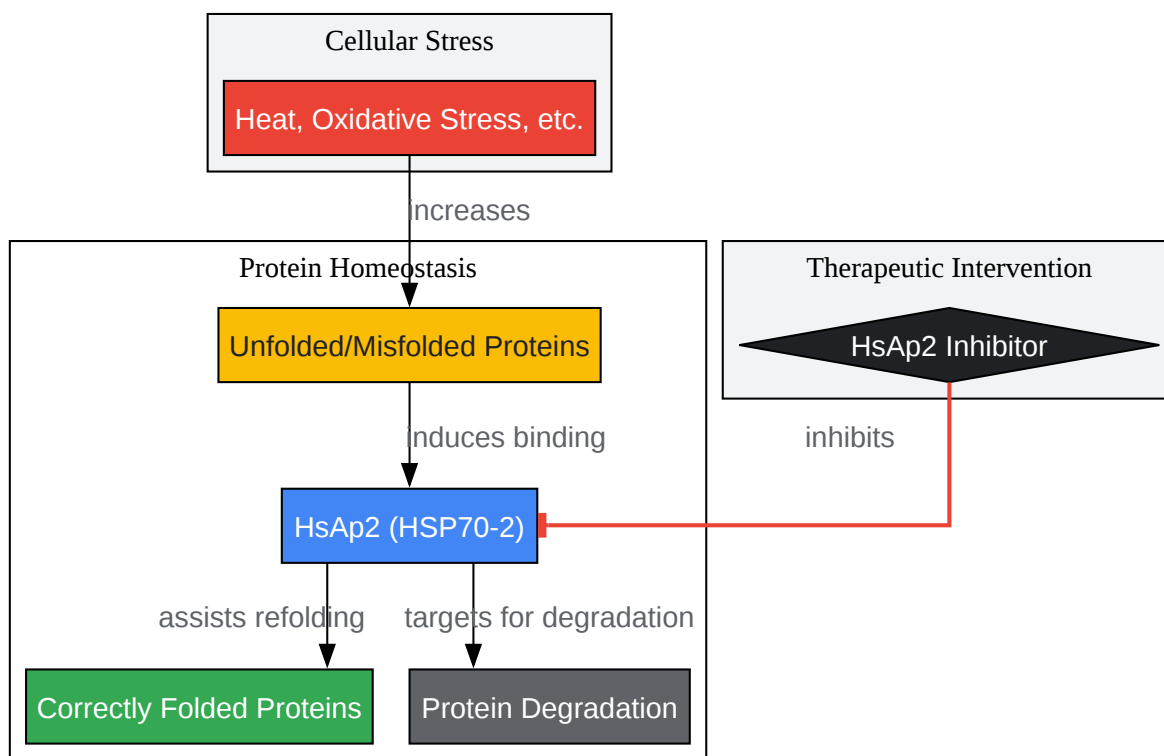 Cellular Stress
Heat, Oxidative Stress, etc.
increases
Protein Homeostasis
Therapeutic Intervention
Unfolded/Misfolded Proteins
HsAp2 Inhibitor
induces binding
inhibits
HsAp2 (HSP70-2)
assists refolding
targets for degradation
Correctly Folded Proteins
Protein Degradation